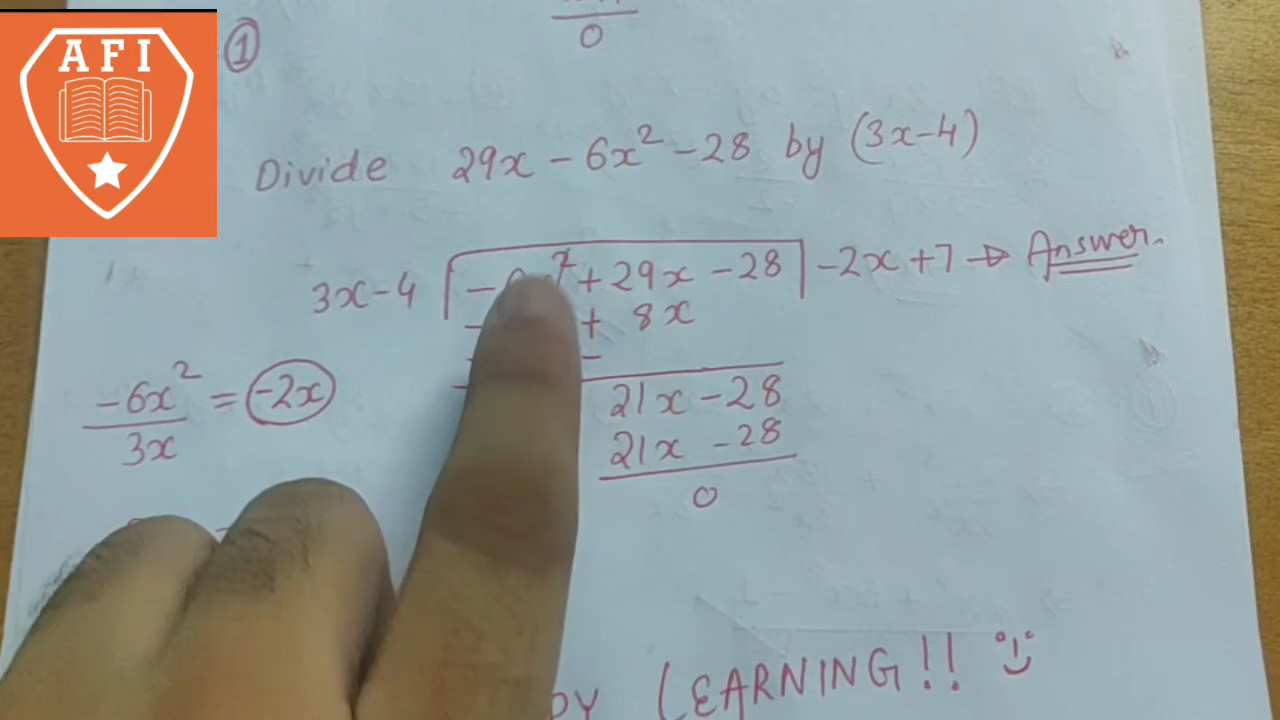 AFI
①
0
Divide 29x - 6x² - 28 by (3x-4)
3x-4 + 29x - 28 -2x+7 → Answer.
+ 8x
-
-6x² / 3x = -2x
21x - 28
21x - 28
0
LEARNING!!